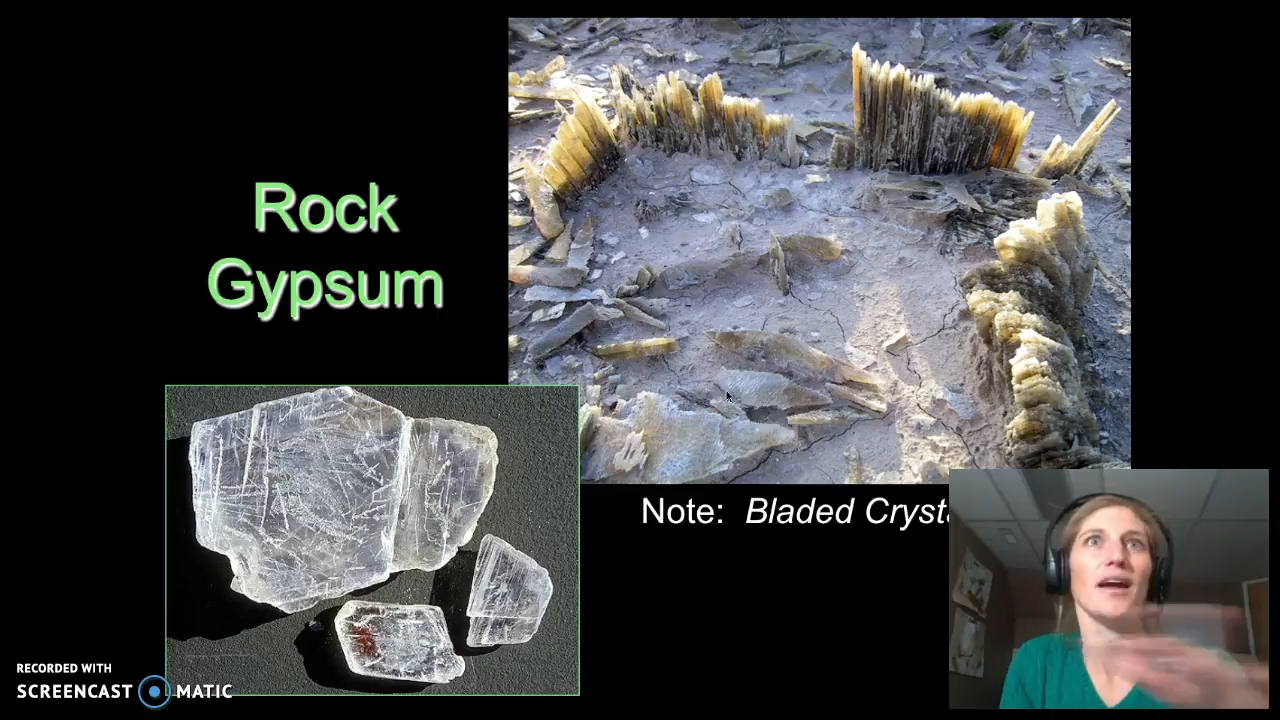 Rock
Gypsum
Note: Bladed
RECORDED WITH
SCREENCAST MATIC